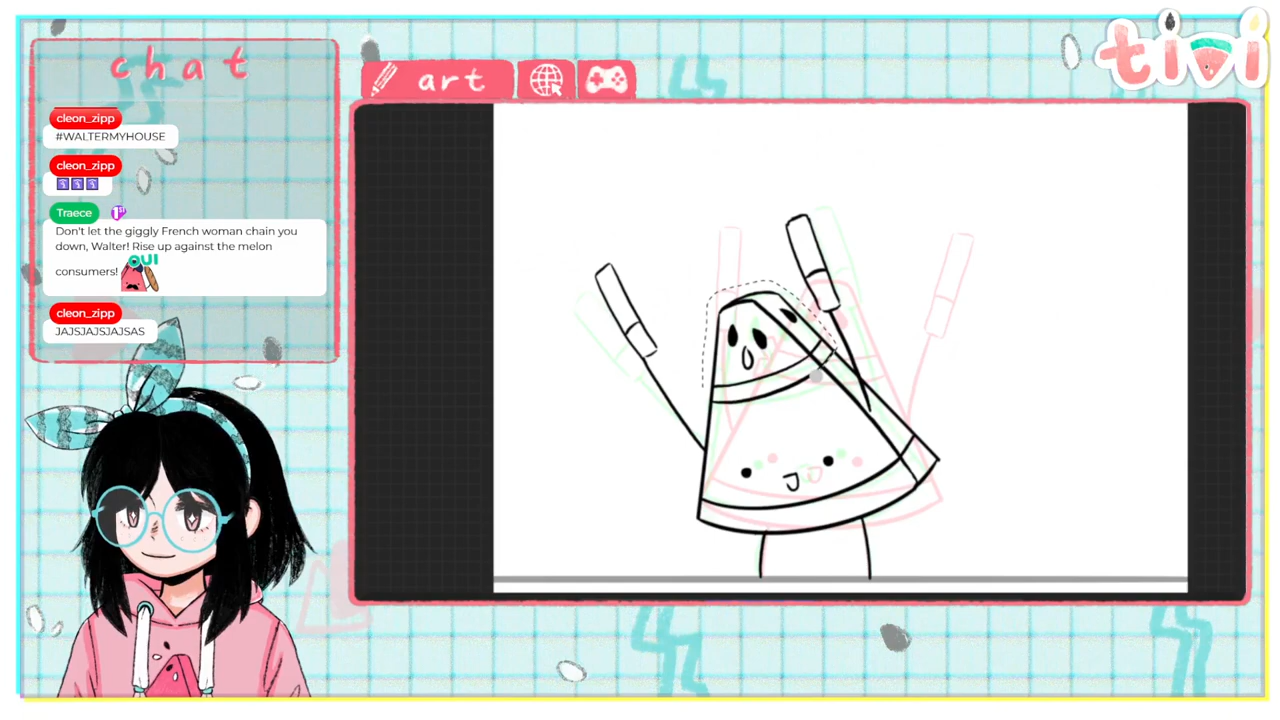 chat
art
tivi
cleon_zipp
#WALTERMYHOUSE
cleon_zipp
Traece
Don't let the giggly French woman chain you
down, Walter! Rise up against the melon
consumers! OUI
cleon_zipp
JAJSJAJSJAJSAS